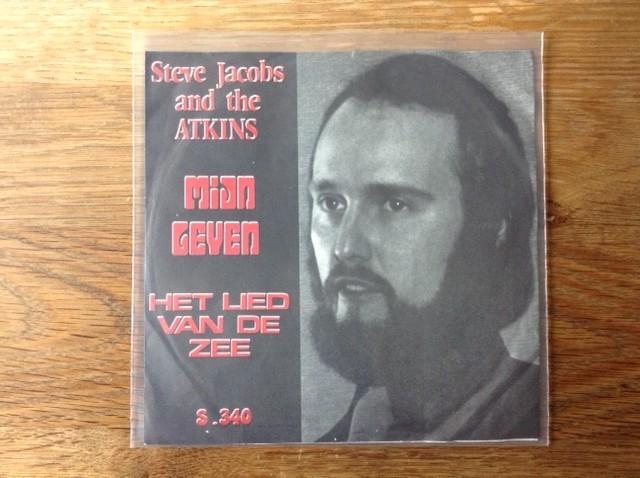 Steve Jacobs
and the
ATKINS
MiJN
LEVEN
HET LIED
VAN DE
ZEE
S.340